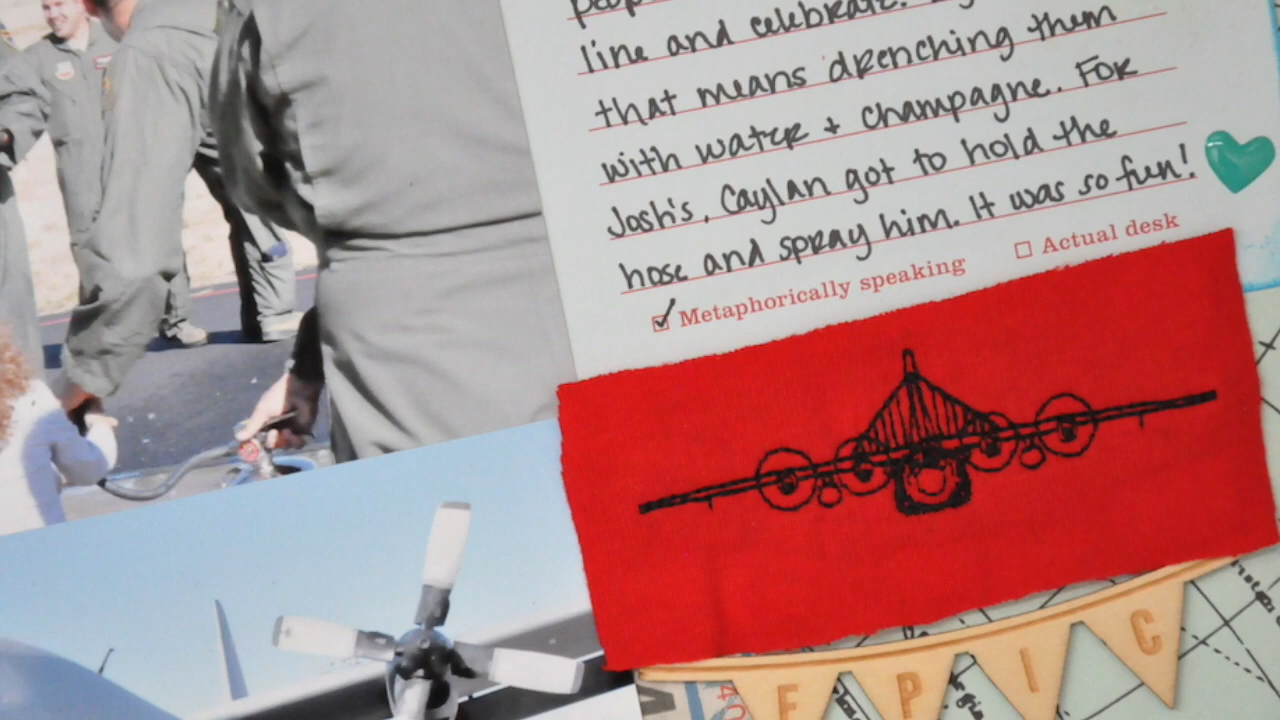 line and celebrate.
that means drenching them
with water + champagne. For
Josh's, Caylan got to hold the
hose and spray him. It was so fun!
Metaphorically speaking
Actual desk
EPIC
40